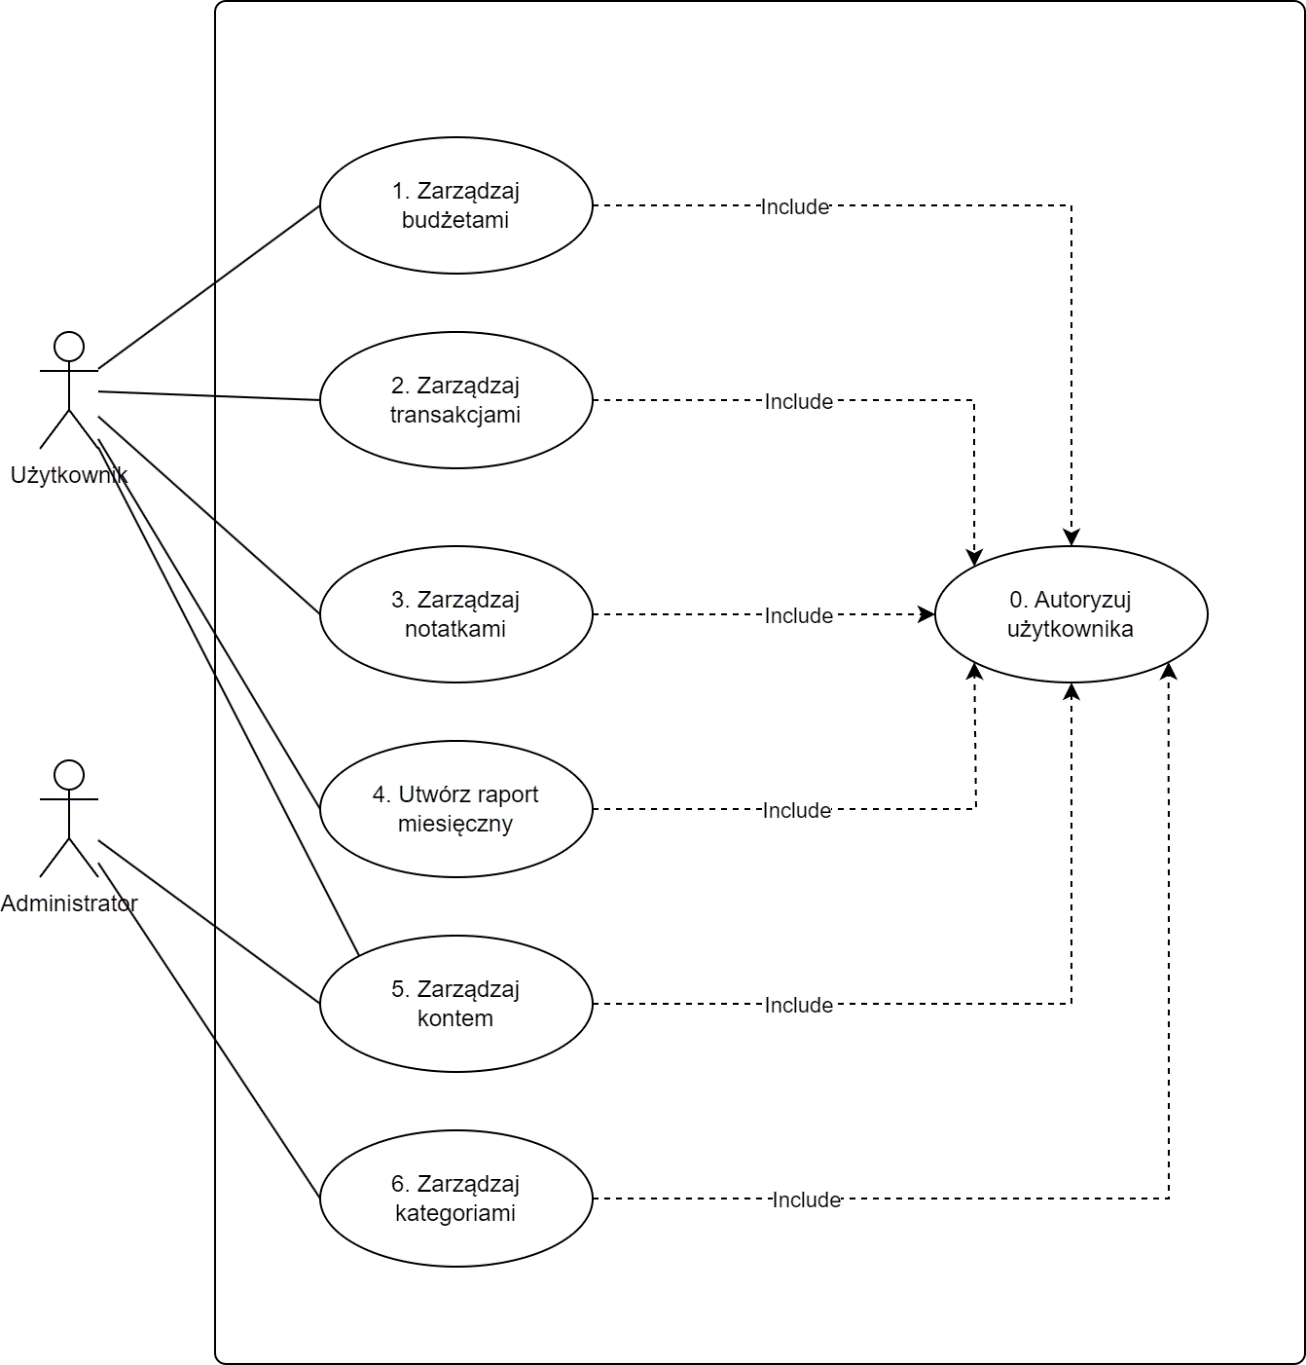 1. Zarządzaj
budżetami
Include
Użytkownik
2. Zarządzaj
transakcjami
Include
3. Zarządzaj
notatkami
Include
0. Autoryzuj
użytkownika
4. Utwórz raport
miesięczny
Include
Administrator
5. Zarządzaj
kontem
Include
6. Zarządzaj
kategoriami
Include